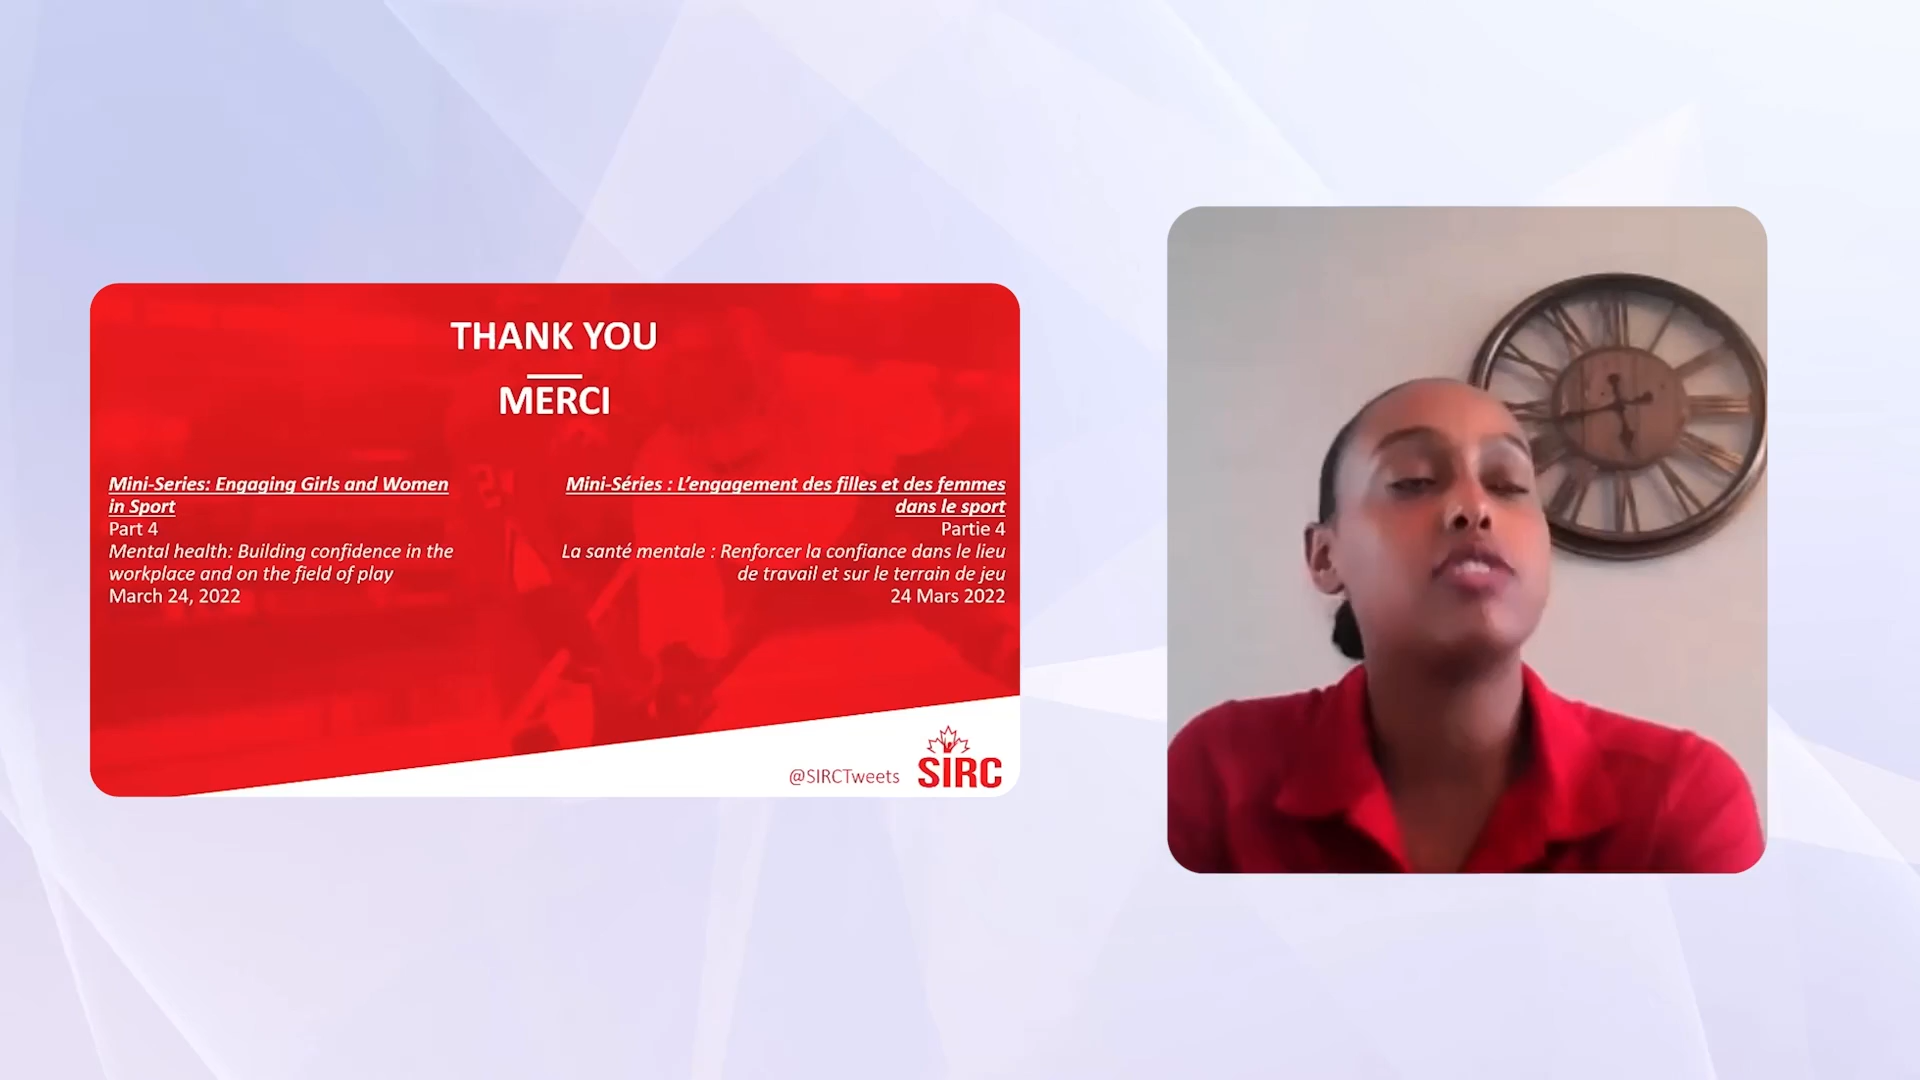 THANK YOU
MERCI
Mini-Series: Engaging Girls and Women
in Sport
Part 4
Mental health: Building confidence in the
workplace and on the field of play
March 24, 2022
Mini-Séries : L’engagement des filles et des femmes
dans le sport
Partie 4
La santé mentale : Renforcer la confiance dans le lieu
de travail et sur le terrain de jeu
24 Mars 2022
@SIRCTweets
SIRC